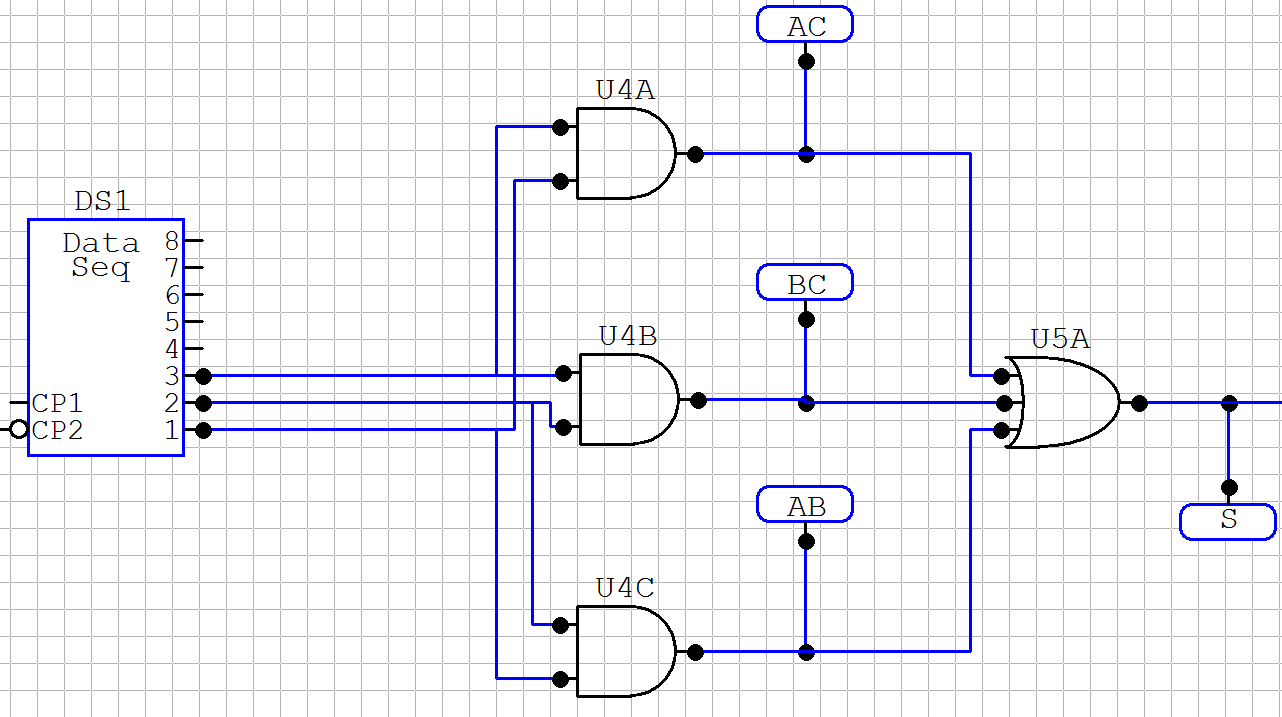 AC
U4A
DS1
Data
Seq
8
7
6
5
4
3
CP1 2
CP2 1
BC
U4B
U5A
AB
S
U4C